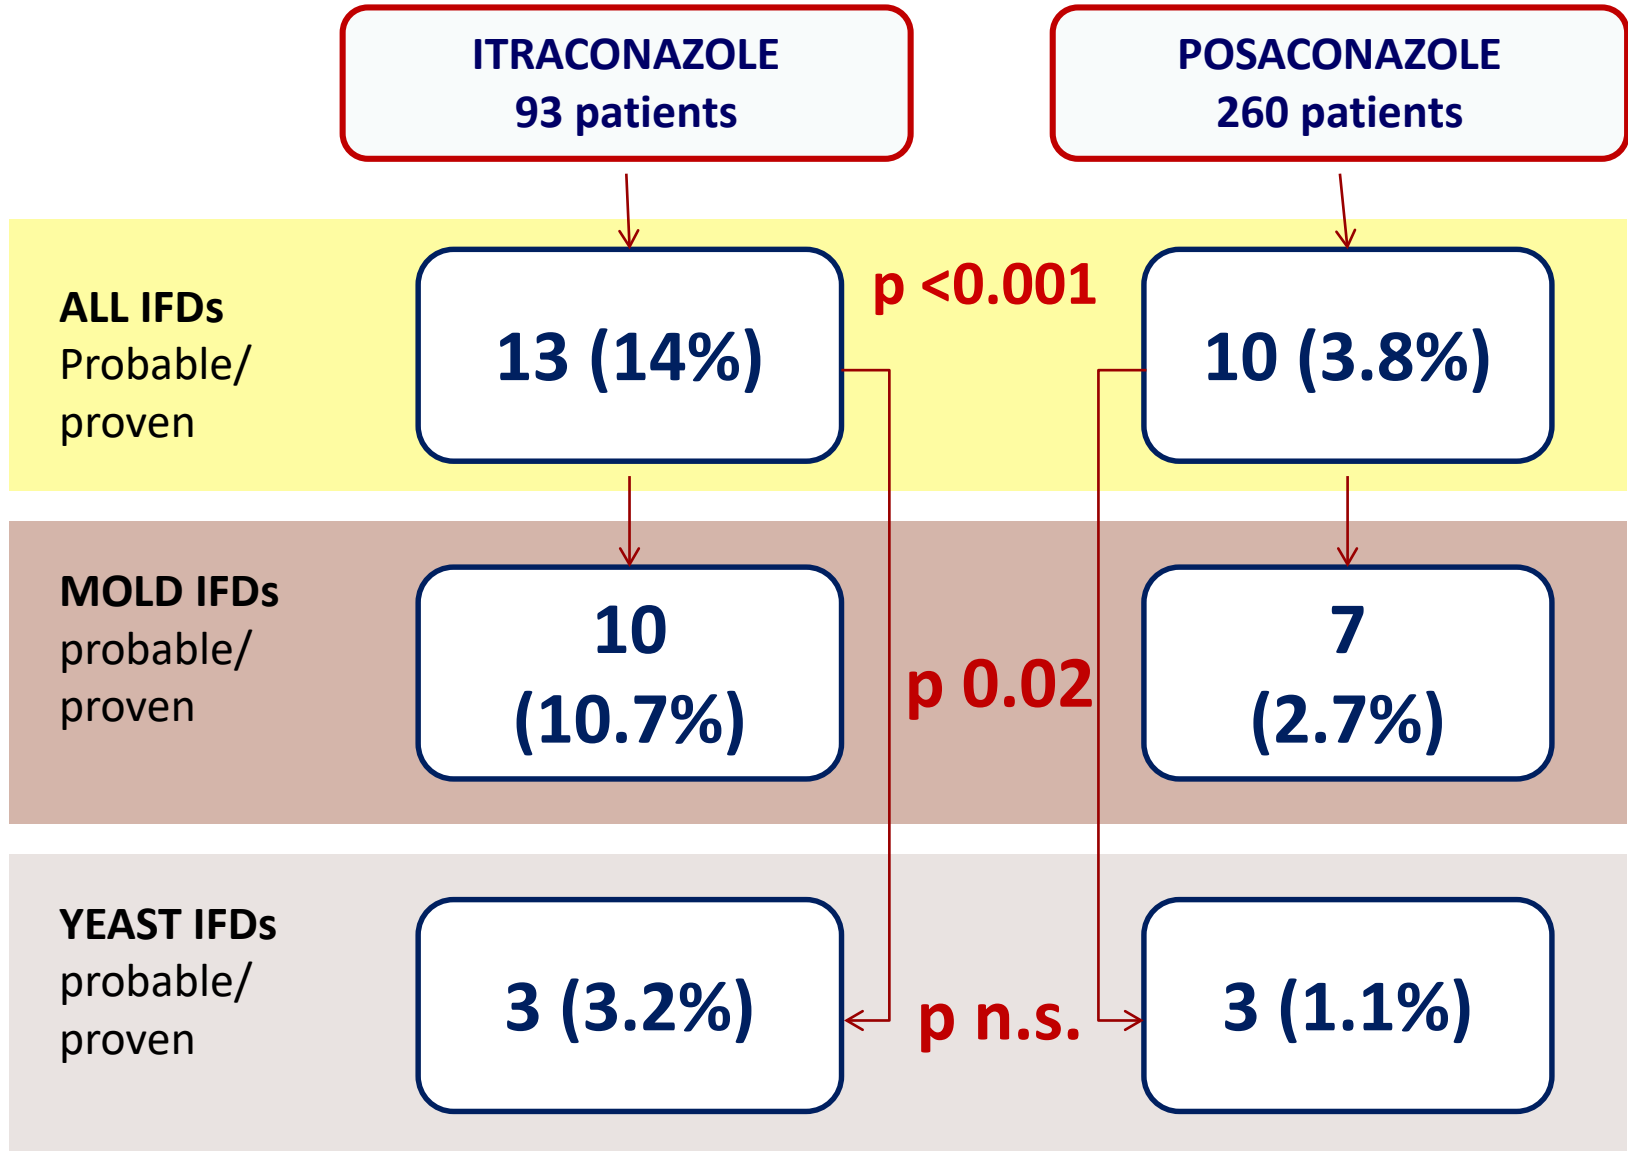 ITRACONAZOLE
93 patients
POSACONAZOLE
260 patients
ALL IFDs
Probable/
proven
13 (14%)
p <0.001
10 (3.8%)
MOLD IFDs
probable/
proven
10
(10.7%)
p 0.02
7
(2.7%)
YEAST IFDs
probable/
proven
3 (3.2%)
p n.s.
3 (1.1%)